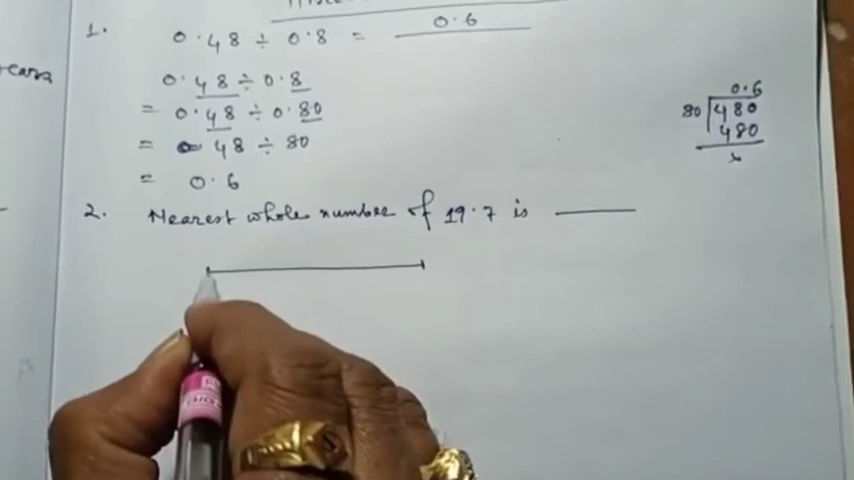 1. 0.48 ÷ 0.8 = 0.6
0.48 ÷ 0.8
= 0.48 ÷ 0.80
= 48 ÷ 80
= 0.6
0.6
80 480
480
x
2. Nearest whole number of 19.7 is